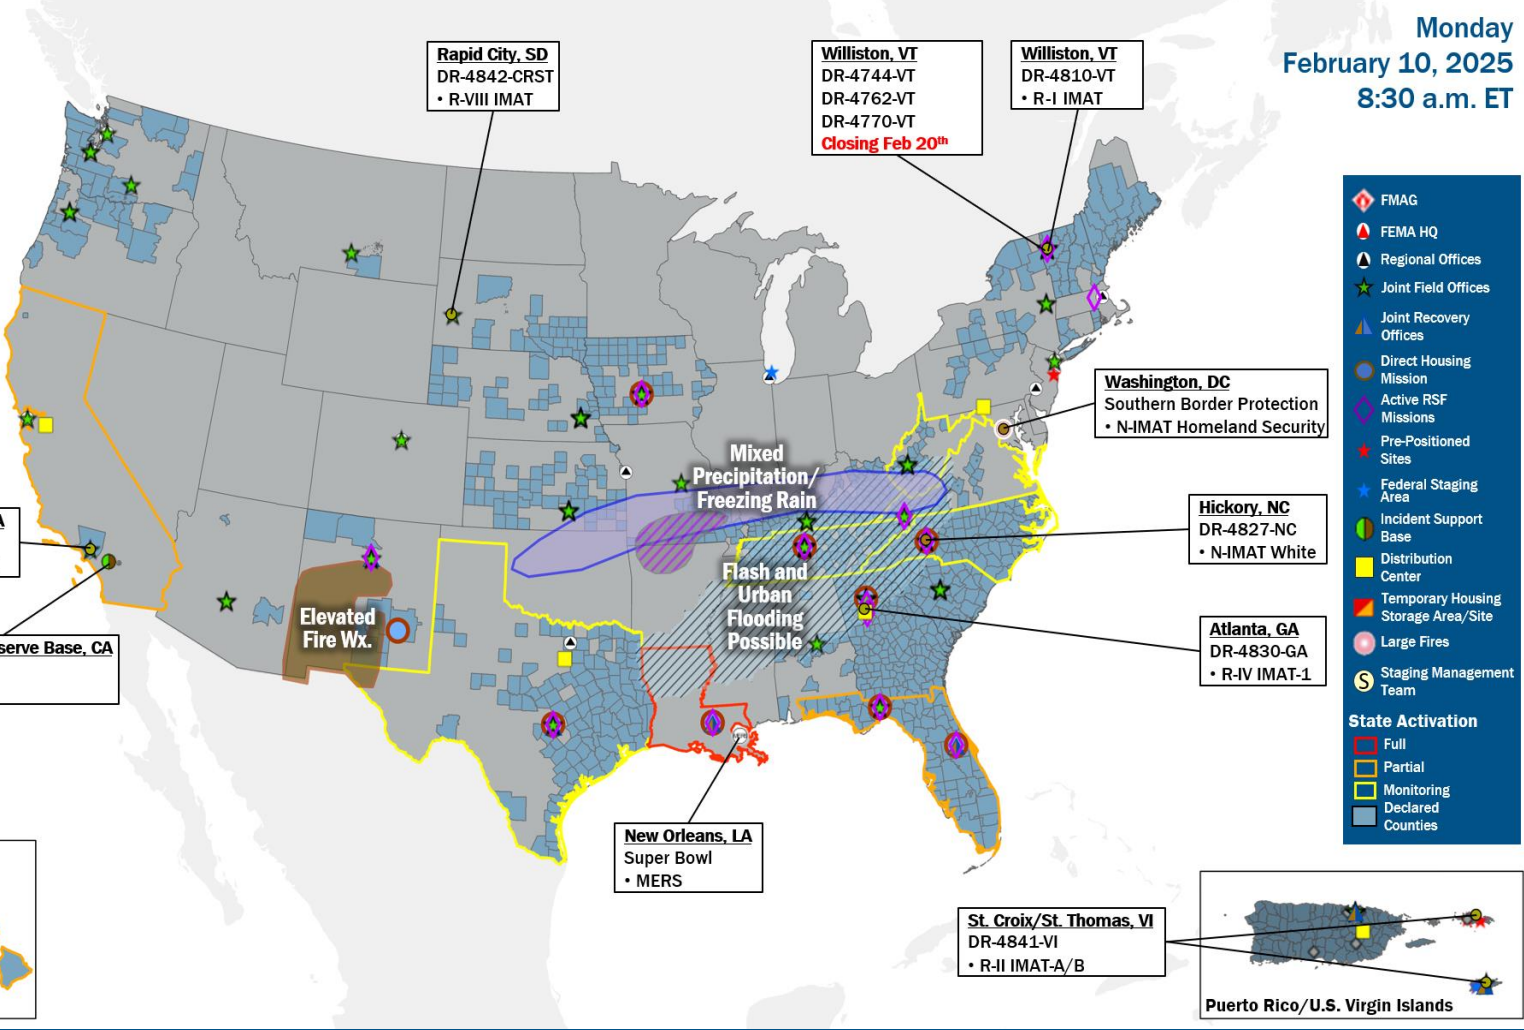 Monday
February 10, 2025
8:30 a.m. ET
Rapid City, SD
DR-4842-CRST
• R-VIII IMAT
Williston, VT
DR-4744-VT
DR-4762-VT
DR-4770-VT
Closing Feb 20th
Williston, VT
DR-4810-VT
• R-I IMAT
FMAG
FEMA HQ
Regional Offices
Joint Field Offices
Joint Recovery
Offices
Direct Housing
Mission
Active RSF
Missions
Pre-Positioned
Sites
Federal Staging
Area
Incident Support
Base
Distribution
Center
Temporary Housing
Storage Area/Site
Large Fires
S
Staging Management
Team
State Activation
Full
Partial
Monitoring
Declared
Counties
Washington, DC
Southern Border Protection
• N-IMAT Homeland Security
Mixed
Precipitation/
Freezing Rain
Hickory, NC
DR-4827-NC
• N-IMAT White
A
Flash and
Urban
Flooding
Possible
Elevated
Fire Wx.
serve Base, CA
Atlanta, GA
DR-4830-GA
• R-IV IMAT-1
MERS
New Orleans, LA
Super Bowl
• MERS
St. Croix/St. Thomas, VI
DR-4841-VI
• R-II IMAT-A/B
Puerto Rico/U.S. Virgin Islands